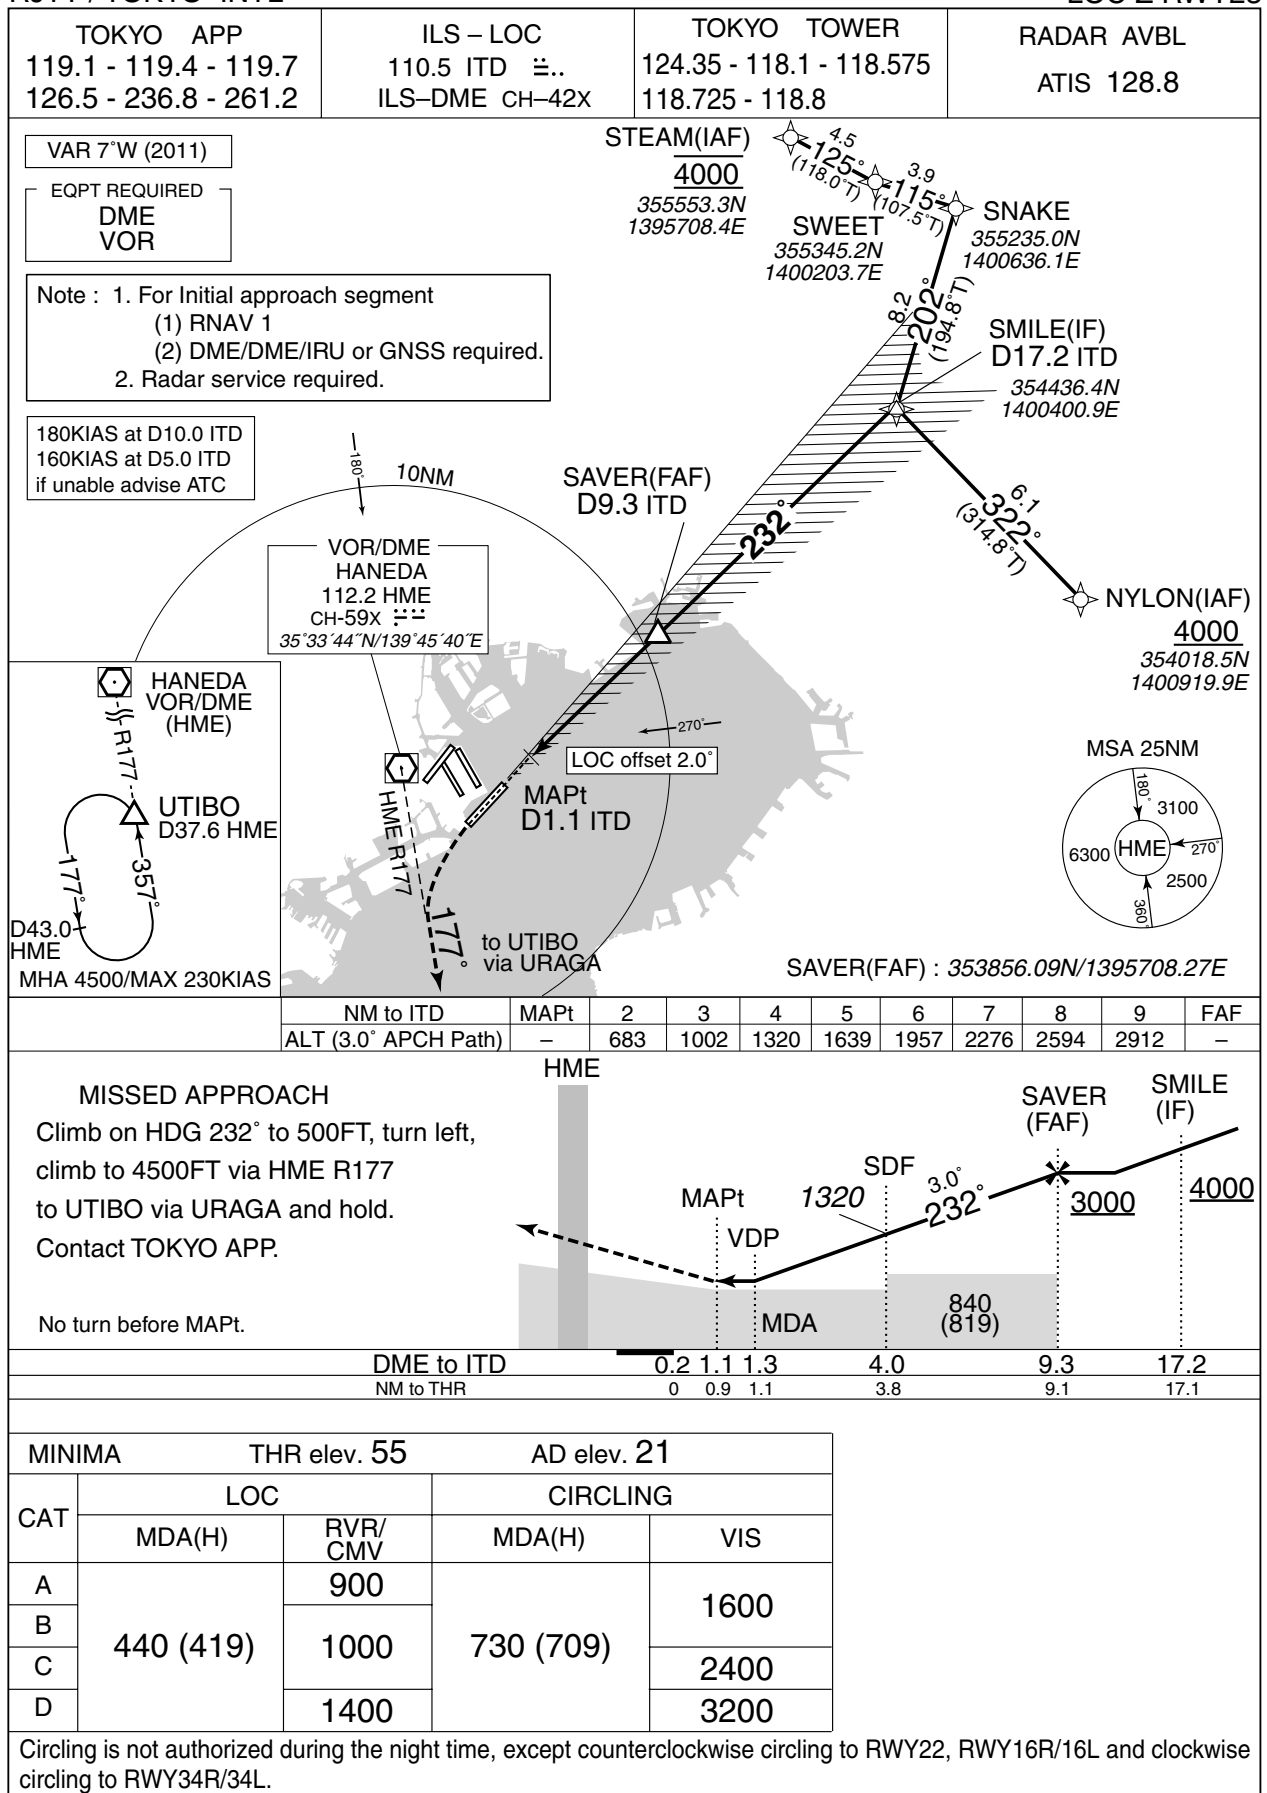 TOKYO APP
119.1 - 119.4 - 119.7
126.5 - 236.8 - 261.2
ILS – LOC
110.5 ITD
ILS–DME CH–42X
TOKYO TOWER
124.35 - 118.1 - 118.575
118.725 - 118.8
RADAR AVBL
ATIS 128.8
VAR 7°W (2011)
EQPT REQUIRED
DME
VOR
Note : 1. For Initial approach segment
(1) RNAV 1
(2) DME/DME/IRU or GNSS required.
2. Radar service required.
180KIAS at D10.0 ITD
160KIAS at D5.0 ITD
if unable advise ATC
STEAM(IAF)
4000
355553.3N
1395708.4E
4.5
125°
(118.0°T)
3.9
115°
(107.5°T)
SWEET
355345.2N
1400203.7E
SNAKE
355235.0N
1400636.1E
8.2
202°
(194.8°T)
SMILE(IF)
D17.2 ITD
354436.4N
1400400.9E
6.1
322°
(314.8°T)
NYLON(IAF)
4000
354018.5N
1400919.9E
180°
10NM
SAVER(FAF)
D9.3 ITD
232°
VOR/DME
HANEDA
112.2 HME
CH-59X
35°33´44˝N/139°45´40˝E
270°
LOC offset 2.0°
MAPt
D1.1 ITD
HME R177
177°
to UTIBO
via URAGA
HANEDA
VOR/DME
(HME)
R177
UTIBO
D37.6 HME
177°
357°
D43.0
HME
MHA 4500/MAX 230KIAS
MSA 25NM
180°
3100
6300
HME
270°
2500
360°
SAVER(FAF) : 353856.09N/1395708.27E
NM to ITD MAPt 2 3 4 5 6 7 8 9 FAF
ALT (3.0° APCH Path) – 683 1002 1320 1639 1957 2276 2594 2912 –
MISSED APPROACH
Climb on HDG 232° to 500FT, turn left,
climb to 4500FT via HME R177
to UTIBO via URAGA and hold.
Contact TOKYO APP.
No turn before MAPt.
HME
MAPt
VDP
1320
SDF
3.0°
232°
SAVER
(FAF)
3000
SMILE
(IF)
4000
MDA
840
(819)
DME to ITD 0.2 1.1 1.3 4.0 9.3 17.2
NM to THR 0 0.9 1.1 3.8 9.1 17.1
MINIMA THR elev. 55 AD elev. 21
CAT LOC CIRCLING
MDA(H) RVR/CMV MDA(H) VIS
A 900
B 1600
440 (419) 1000 730 (709)
C 2400
D 1400 3200
Circling is not authorized during the night time, except counterclockwise circling to RWY22, RWY16R/16L and clockwise
circling to RWY34R/34L.